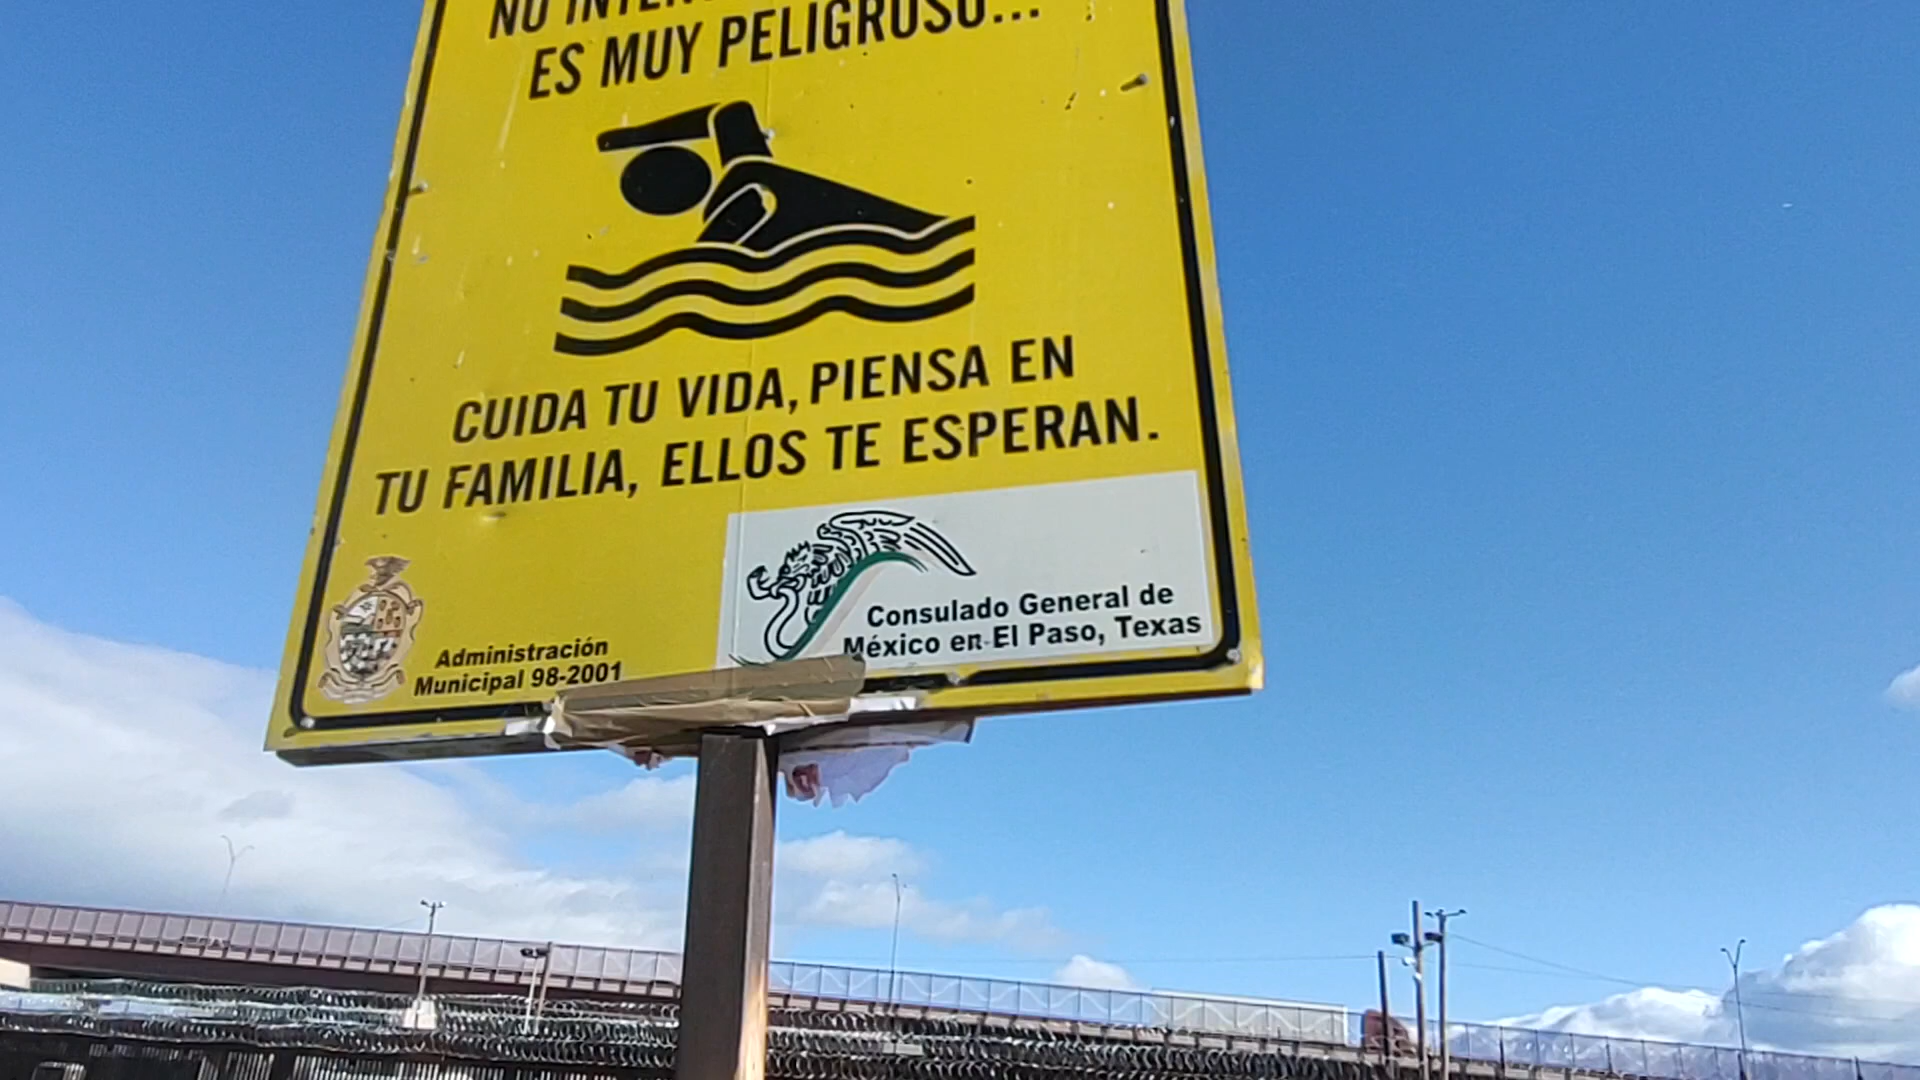 NO
ES MUY PELIGROSO...
CUIDA TU VIDA, PIENSA EN
TU FAMILIA, ELLOS TE ESPERAN.
Administración
Municipal 98-2001
Consulado General de
México en El Paso, Texas